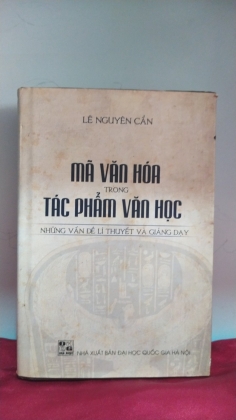 LÊ NGUYÊN CẨN
MÃ VĂN HÓA
TRONG
TÁC PHẨM VĂN HỌC
NHỮNG VẤN ĐỀ LÍ THUYẾT VÀ GIẢNG DẠY
NHÀ XUẤT BẢN ĐẠI HỌC QUỐC GIA HÀ NỘI